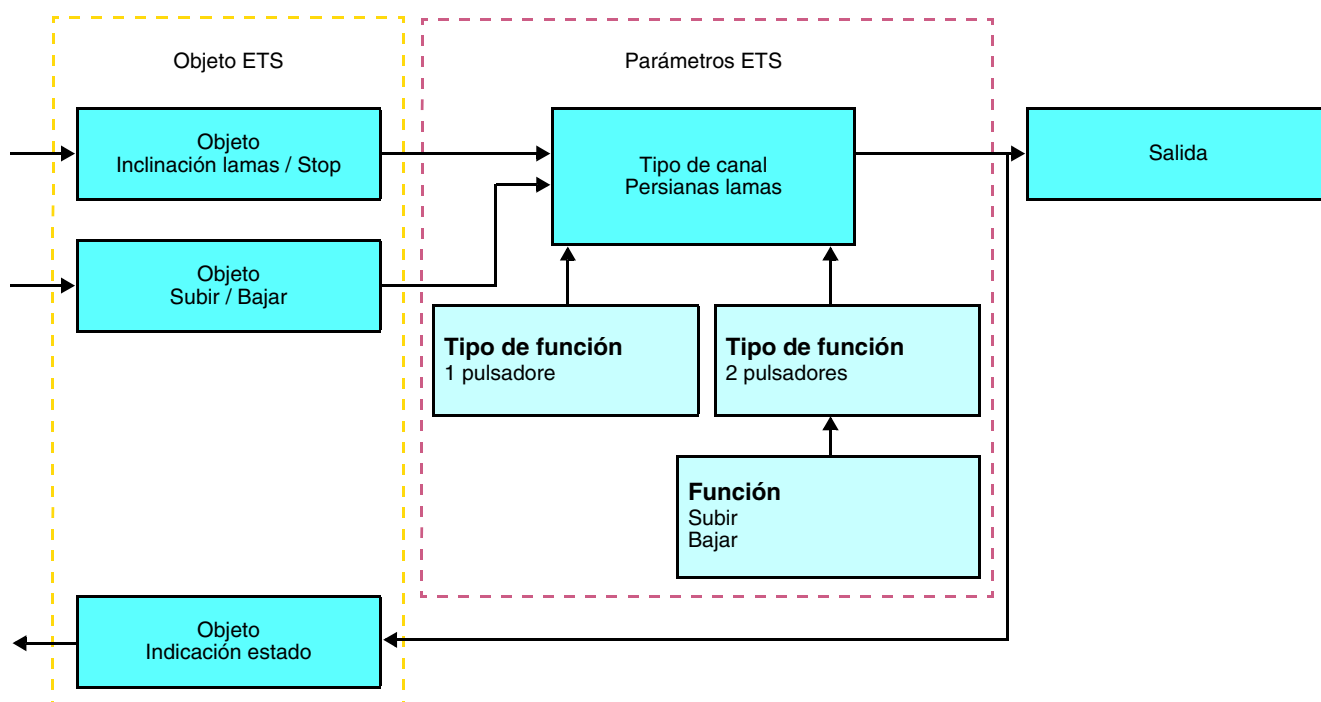 Objeto ETS
Parámetros ETS
Objeto
Inclinación lamas / Stop
Tipo de canal
Persianas lamas
Salida
Objeto
Subir / Bajar
Tipo de función
1 pulsadore
Tipo de función
2 pulsadores
Función
Subir
Bajar
Objeto
Indicación estado